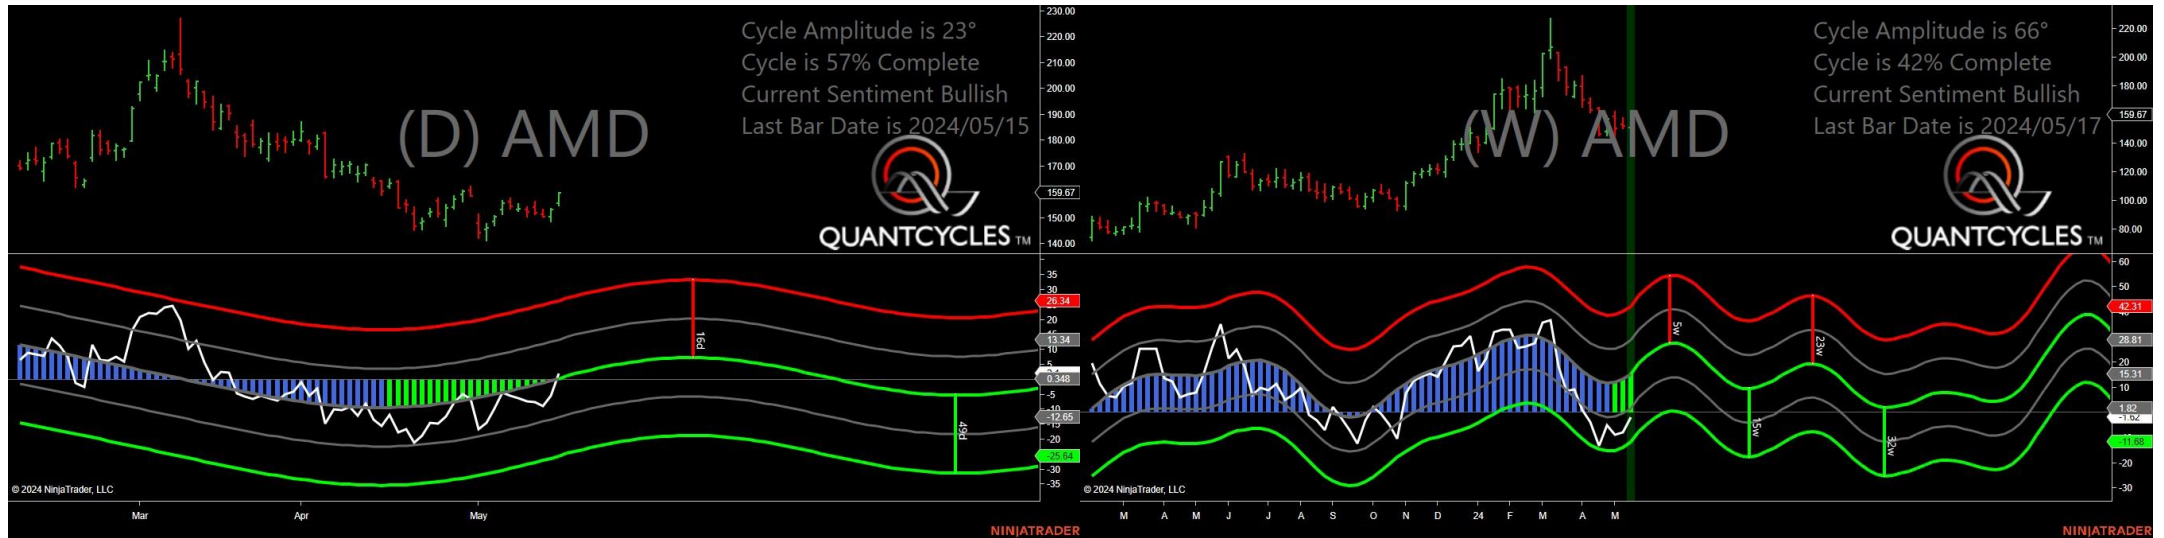 Cycle Amplitude is 23°
Cycle is 57% Complete
Current Sentiment Bullish
Last Bar Date is 2024/05/15
(D) AMD
QUANTCYCLES TM
230.00
220.00
210.00
200.00
190.00
180.00
170.00
159.67
150.00
140.00
35
30
26.34
20
13.34
10
5
0.348
-5
-10
-12.65
-15
-20
-25.64
-30
-35
16d
49d
© 2024 NinjaTrader, LLC
Mar
Apr
May
NINJATRADER
Cycle Amplitude is 66°
Cycle is 42% Complete
Current Sentiment Bullish
Last Bar Date is 2024/05/17
(W) AMD
QUANTCYCLES TM
220.00
200.00
180.00
159.67
140.00
120.00
100.00
80.00
60
50
42.31
28.81
20
15.31
10
1.82
-1.62
-11.68
-20
-30
5w
15w
23w
32w
© 2024 NinjaTrader, LLC
M A M J J A S O N D 24 F M A M
NINJATRADER